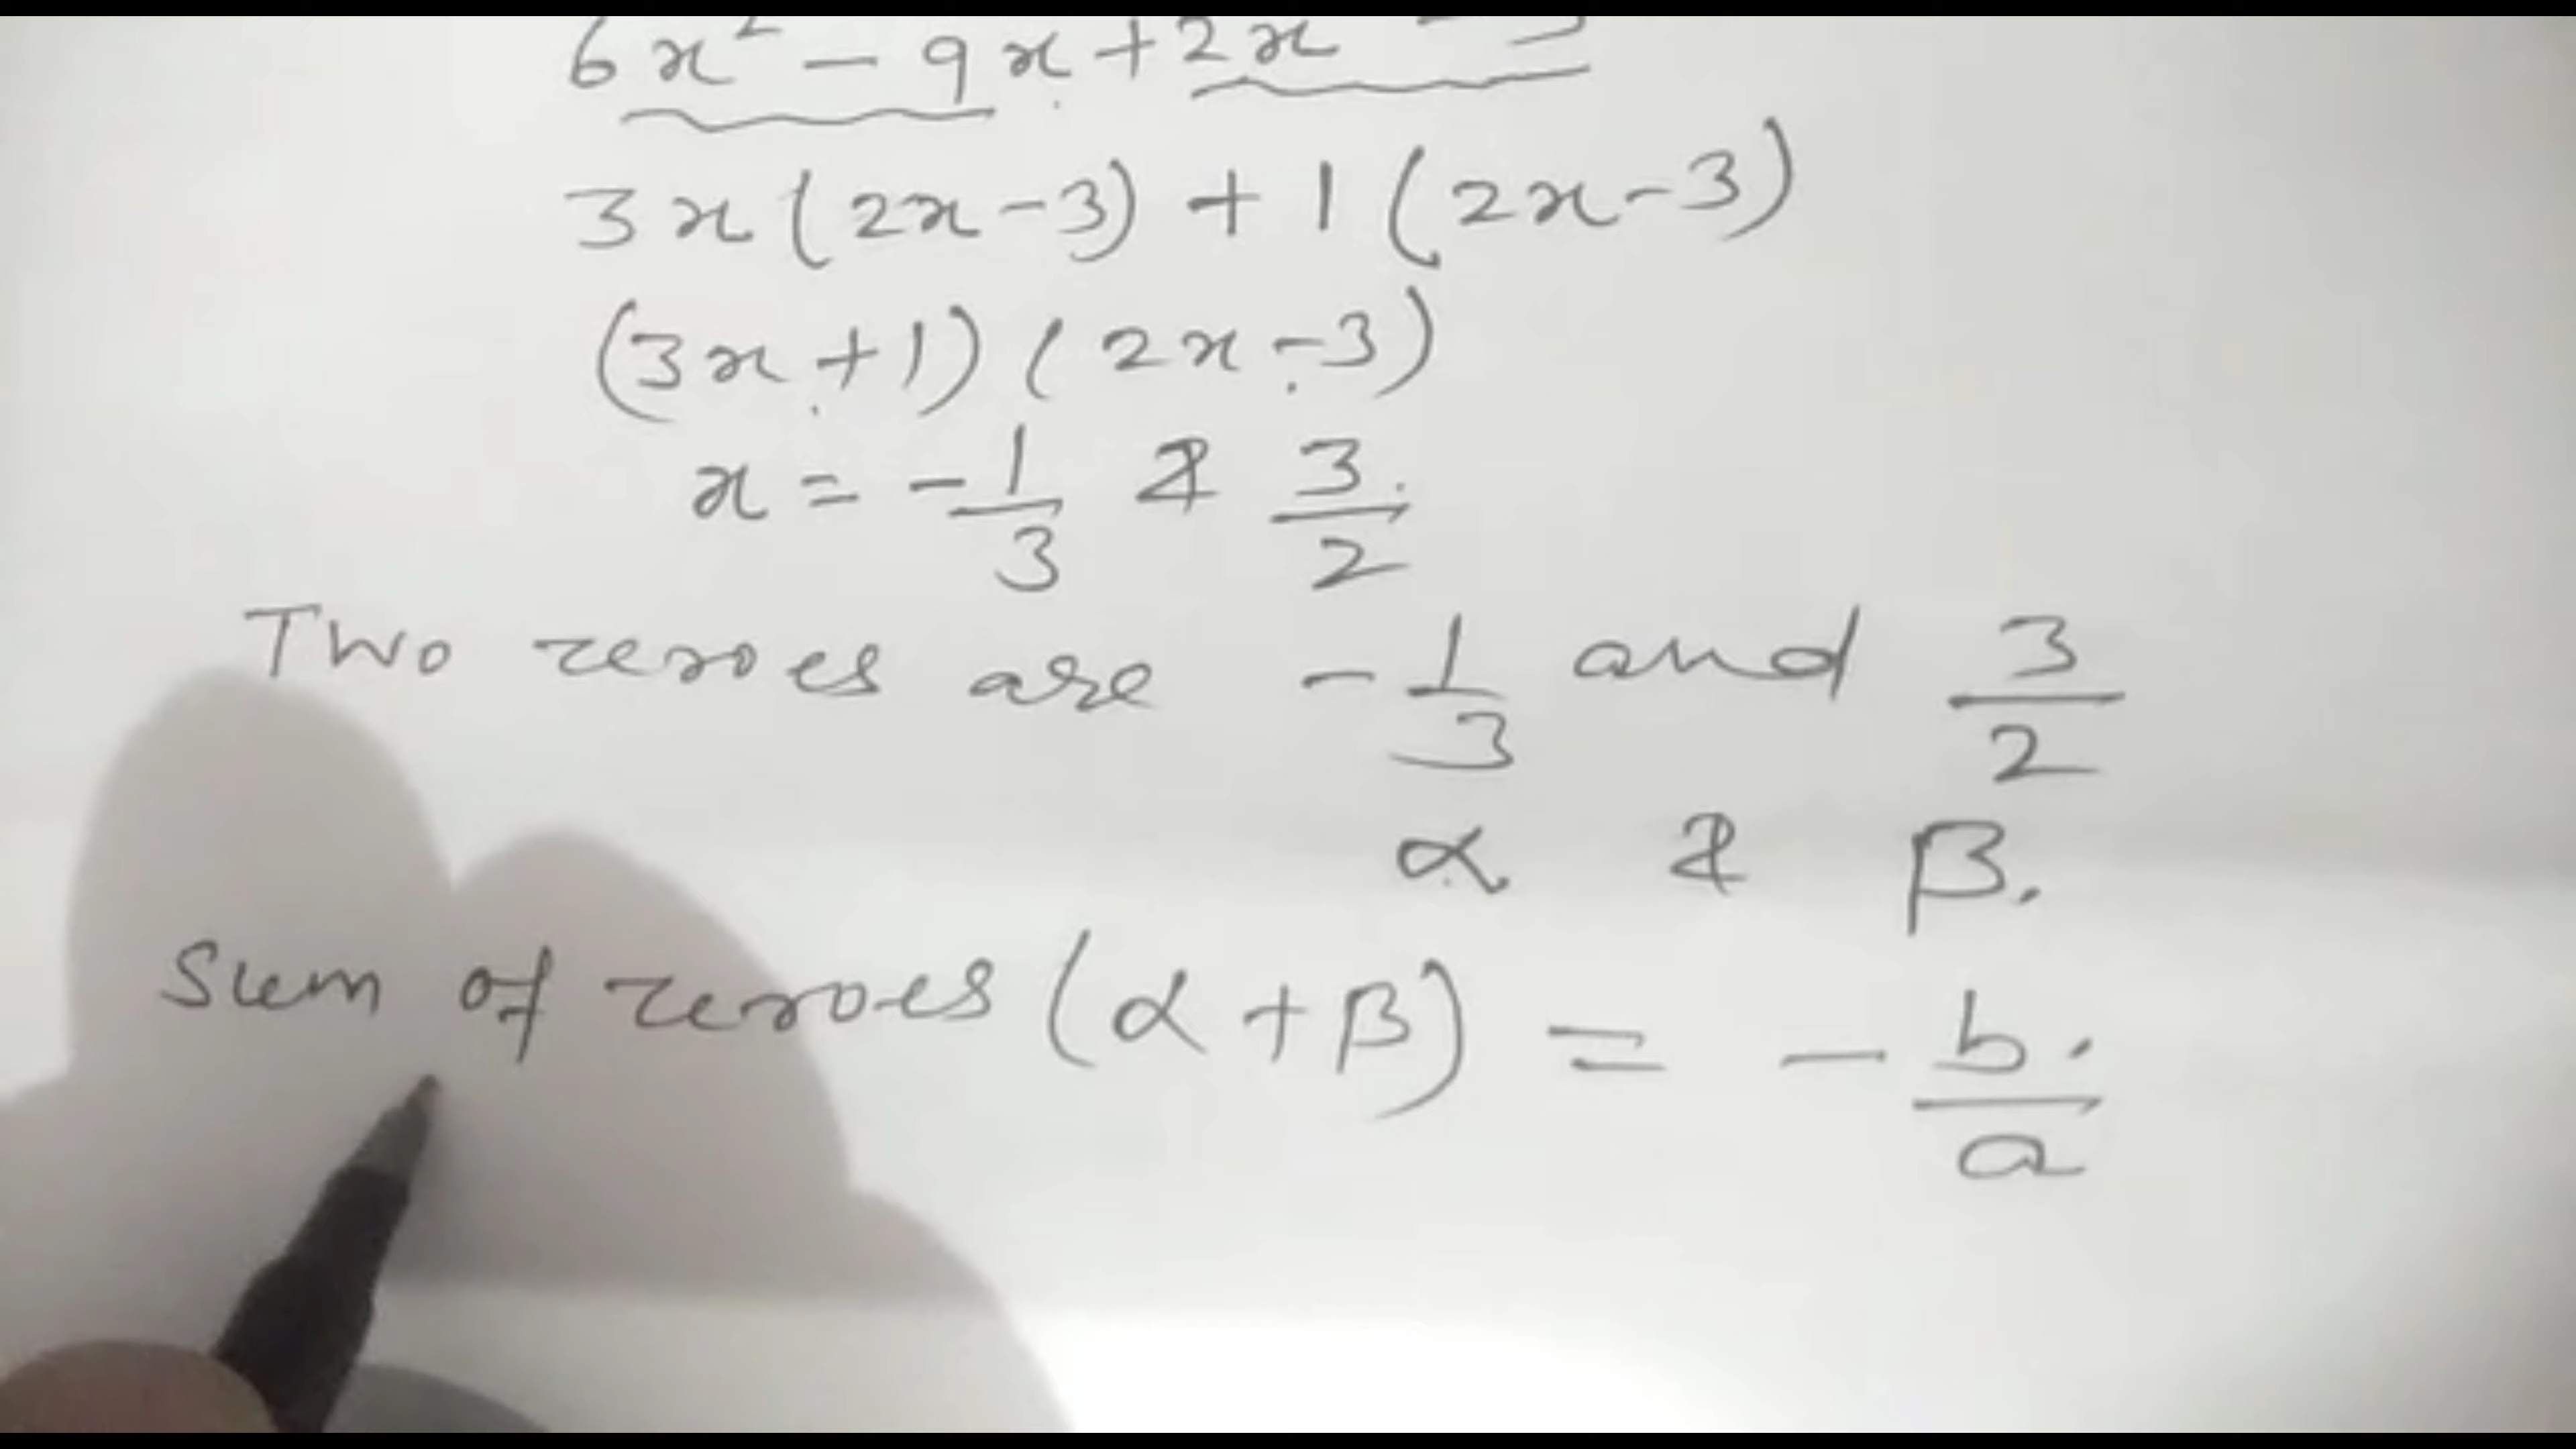 6x² - 9x + 2x - 3
3x(2x-3) + 1(2x-3)
(3x+1)(2x-3)
x = -1/3 & 3/2
Two zeroes are -1/3 and 3/2
α & β.
Sum of zeroes (α+β) = -b/a